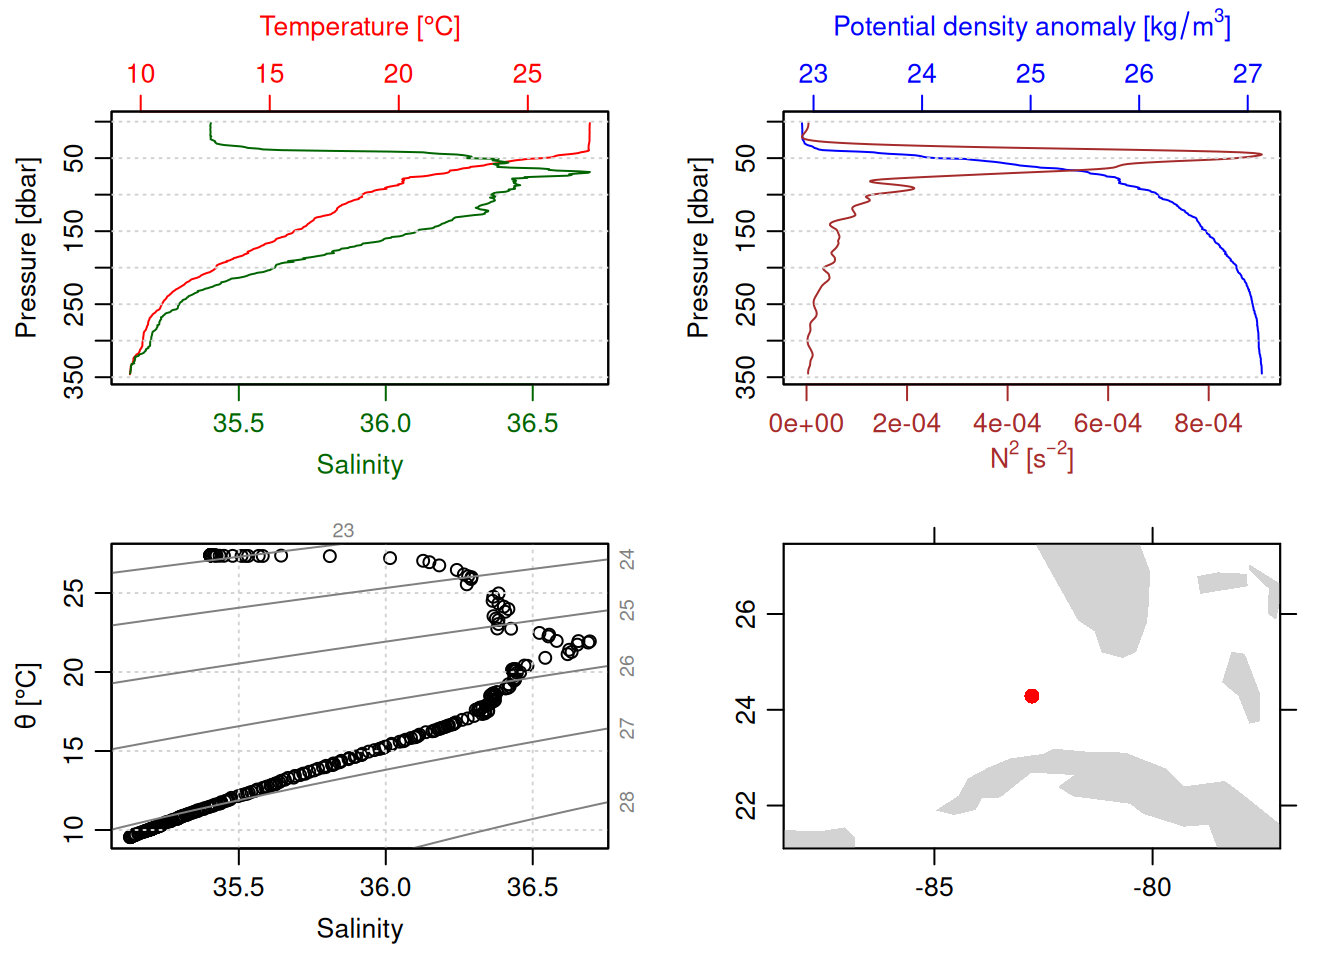 Temperature [°C]
10 15 20 25
Pressure [dbar]
50 150 250 350
35.5 36.0 36.5
Salinity
Potential density anomaly [kg/m³]
23 24 25 26 27
Pressure [dbar]
50 150 250 350
0e+00 2e-04 4e-04 6e-04 8e-04
N² [s⁻²]
23
24
25
26
27
28
θ [°C]
10 15 20 25
35.5 36.0 36.5
Salinity
26
24
22
-85 -80